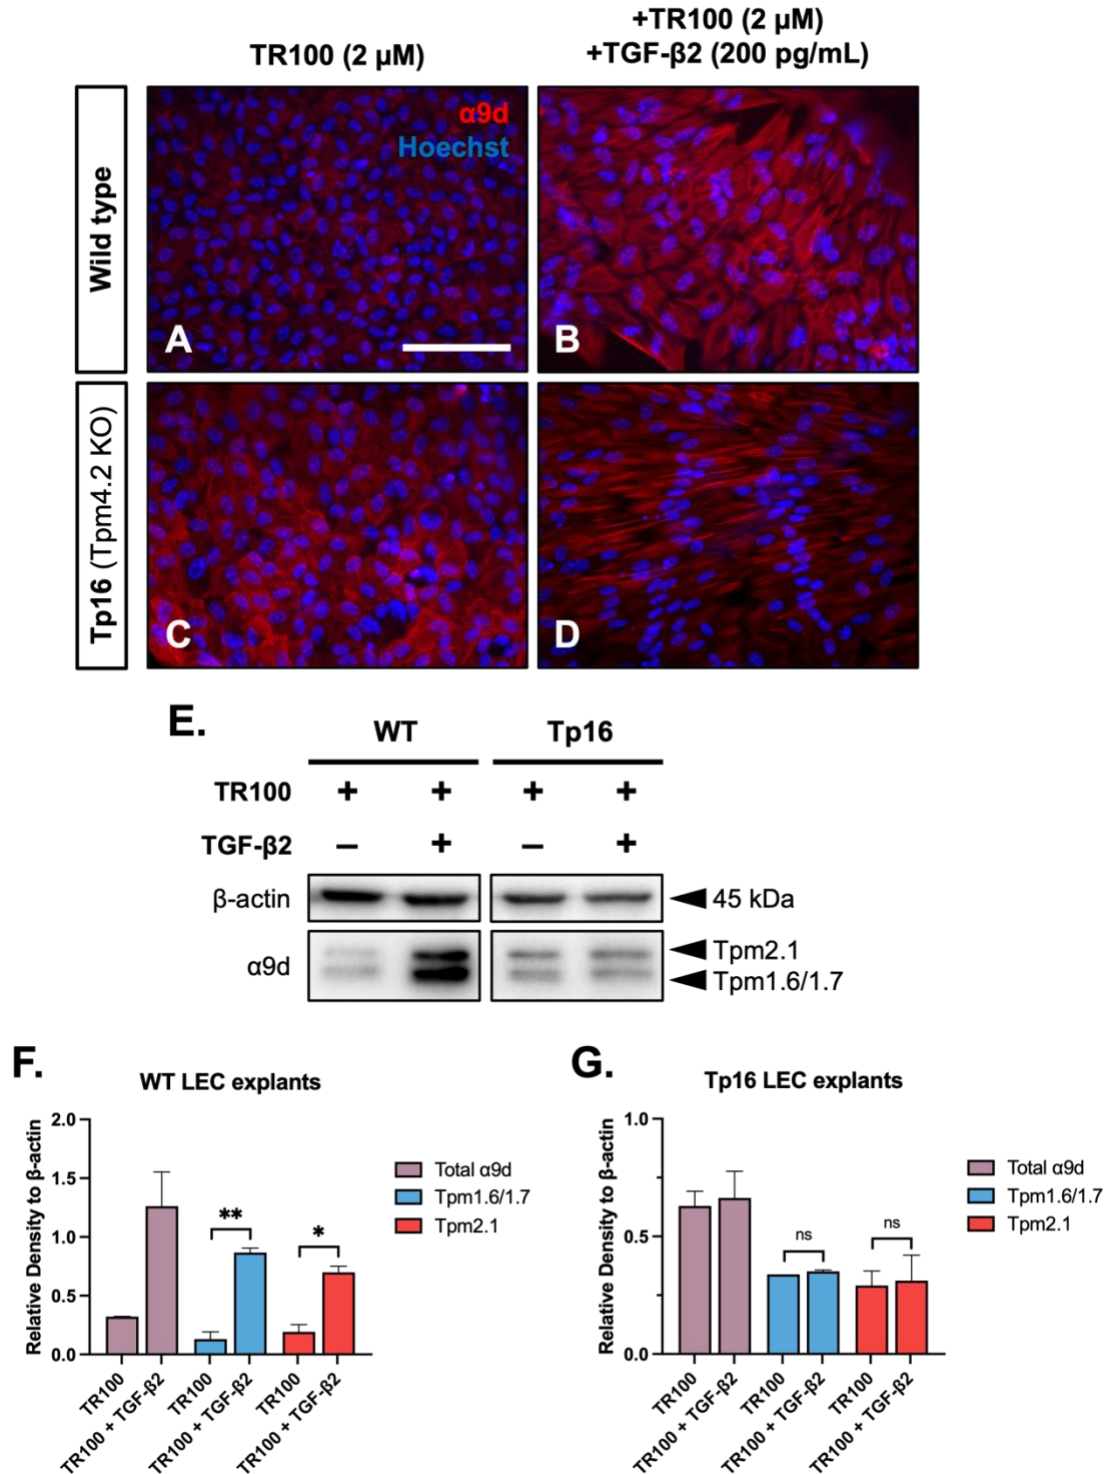 TR100 (2 μM)
+TR100 (2 μM)
+TGF-β2 (200 pg/mL)
Wild type
α9d
Hoechst
A
B
Tp16 (Tpm4.2 KO)
C
D
E.
WT
Tp16
TR100
+
+
+
+
TGF-β2
–
+
–
+
β-actin
45 kDa
α9d
Tpm2.1
Tpm1.6/1.7
F.
WT LEC explants
Relative Density to β-actin
2.0
1.5
1.0
0.5
0.0
**
*
Total α9d
Tpm1.6/1.7
Tpm2.1
TR100
TR100 + TGF-β2
TR100
TR100 + TGF-β2
TR100
TR100 + TGF-β2
G.
Tp16 LEC explants
Relative Density to β-actin
1.0
0.5
0.0
ns
ns
Total α9d
Tpm1.6/1.7
Tpm2.1
TR100
TR100 + TGF-β2
TR100
TR100 + TGF-β2
TR100
TR100 + TGF-β2